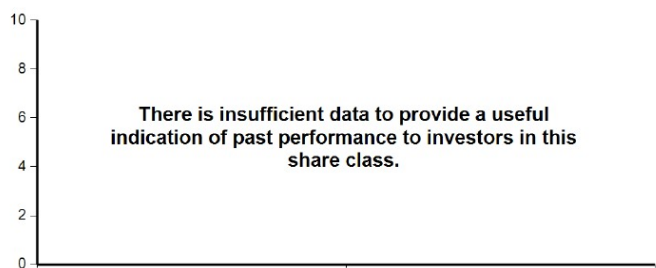 10
8
There is insufficient data to provide a useful
6
indication of past performance to investors in this
share class.
4
2
0